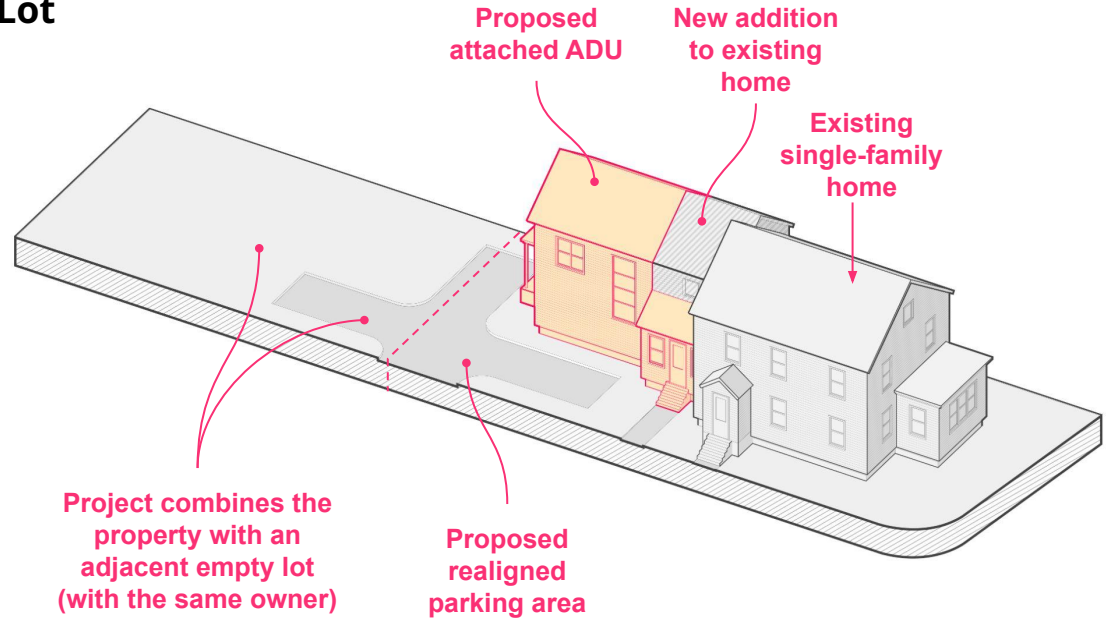 Lot
Proposed
attached ADU
New addition
to existing
home
Existing
single-family
home
Project combines the
property with an
adjacent empty lot
(with the same owner)
Proposed
realigned
parking area